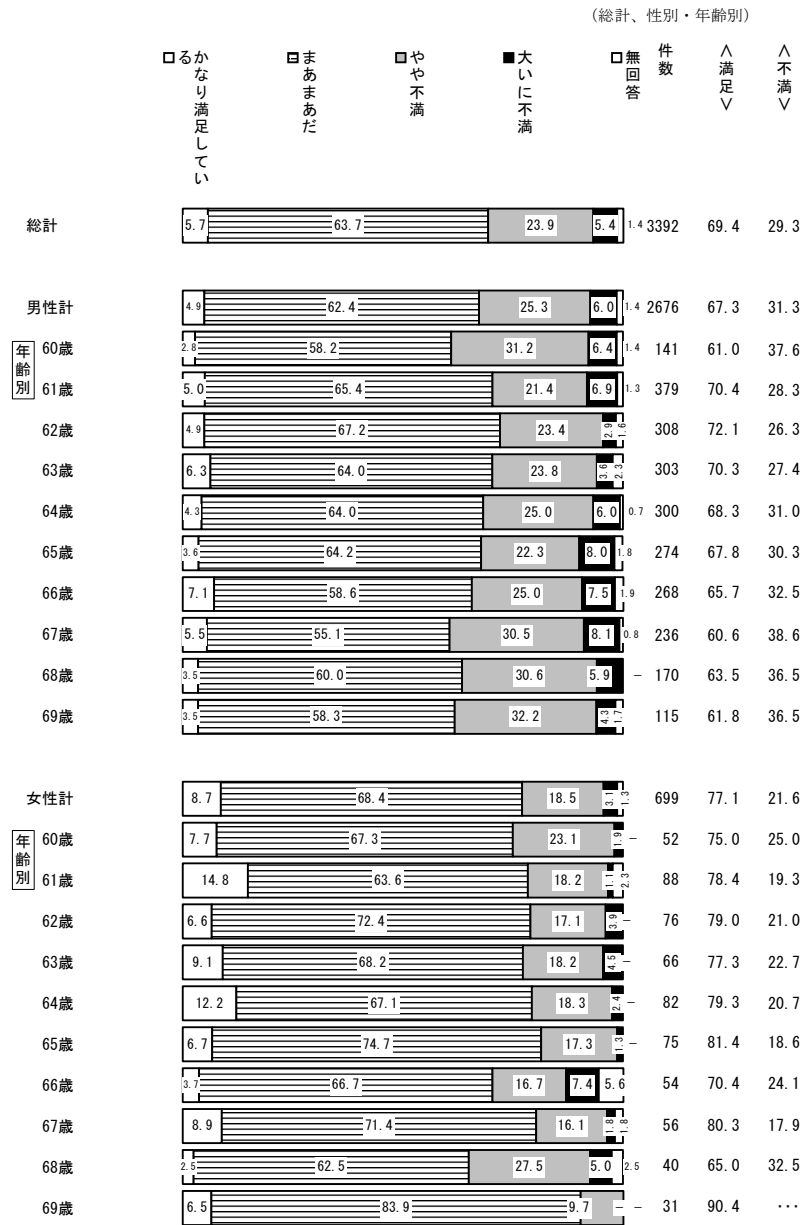 (総計、性別・年齢別)
かなり満足している
まあまあだ
やや不満
大いに不満
無回答
件数
<満足>
<不満>
総計 5.7 63.7 23.9 5.4 1.4 3392 69.4 29.3
男性計 4.9 62.4 25.3 6.0 1.4 2676 67.3 31.3
年齢別
60歳 2.8 58.2 31.2 6.4 1.4 141 61.0 37.6
61歳 5.0 65.4 21.4 6.9 1.3 379 70.4 28.3
62歳 4.9 67.2 23.4 2.9 1.6 308 72.1 26.3
63歳 6.3 64.0 23.8 3.6 2.3 303 70.3 27.4
64歳 4.3 64.0 25.0 6.0 0.7 300 68.3 31.0
65歳 3.6 64.2 22.3 8.0 1.8 274 67.8 30.3
66歳 7.1 58.6 25.0 7.5 1.9 268 65.7 32.5
67歳 5.5 55.1 30.5 8.1 0.8 236 60.6 38.6
68歳 3.5 60.0 30.6 5.9 - 170 63.5 36.5
69歳 3.5 58.3 32.2 4.3 1.7 115 61.8 36.5
女性計 8.7 68.4 18.5 3.1 1.3 699 77.1 21.6
年齢別
60歳 7.7 67.3 23.1 1.9 - 52 75.0 25.0
61歳 14.8 63.6 18.2 1.1 2.3 88 78.4 19.3
62歳 6.6 72.4 17.1 3.9 - 76 79.0 21.0
63歳 9.1 68.2 18.2 4.5 - 66 77.3 22.7
64歳 12.2 67.1 18.3 2.4 - 82 79.3 20.7
65歳 6.7 74.7 17.3 1.3 - 75 81.4 18.6
66歳 3.7 66.7 16.7 7.4 5.6 54 70.4 24.1
67歳 8.9 71.4 16.1 1.8 1.8 56 80.3 17.9
68歳 2.5 62.5 27.5 5.0 2.5 40 65.0 32.5
69歳 6.5 83.9 9.7 - - 31 90.4 ···